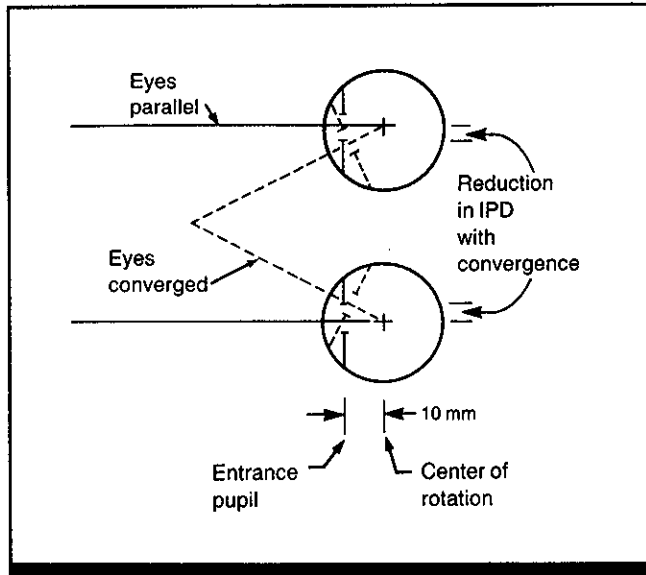 Eyes
parallel
Reduction
in IPD
with
convergence
Eyes
converged
10 mm
Entrance
pupil
Center of
rotation